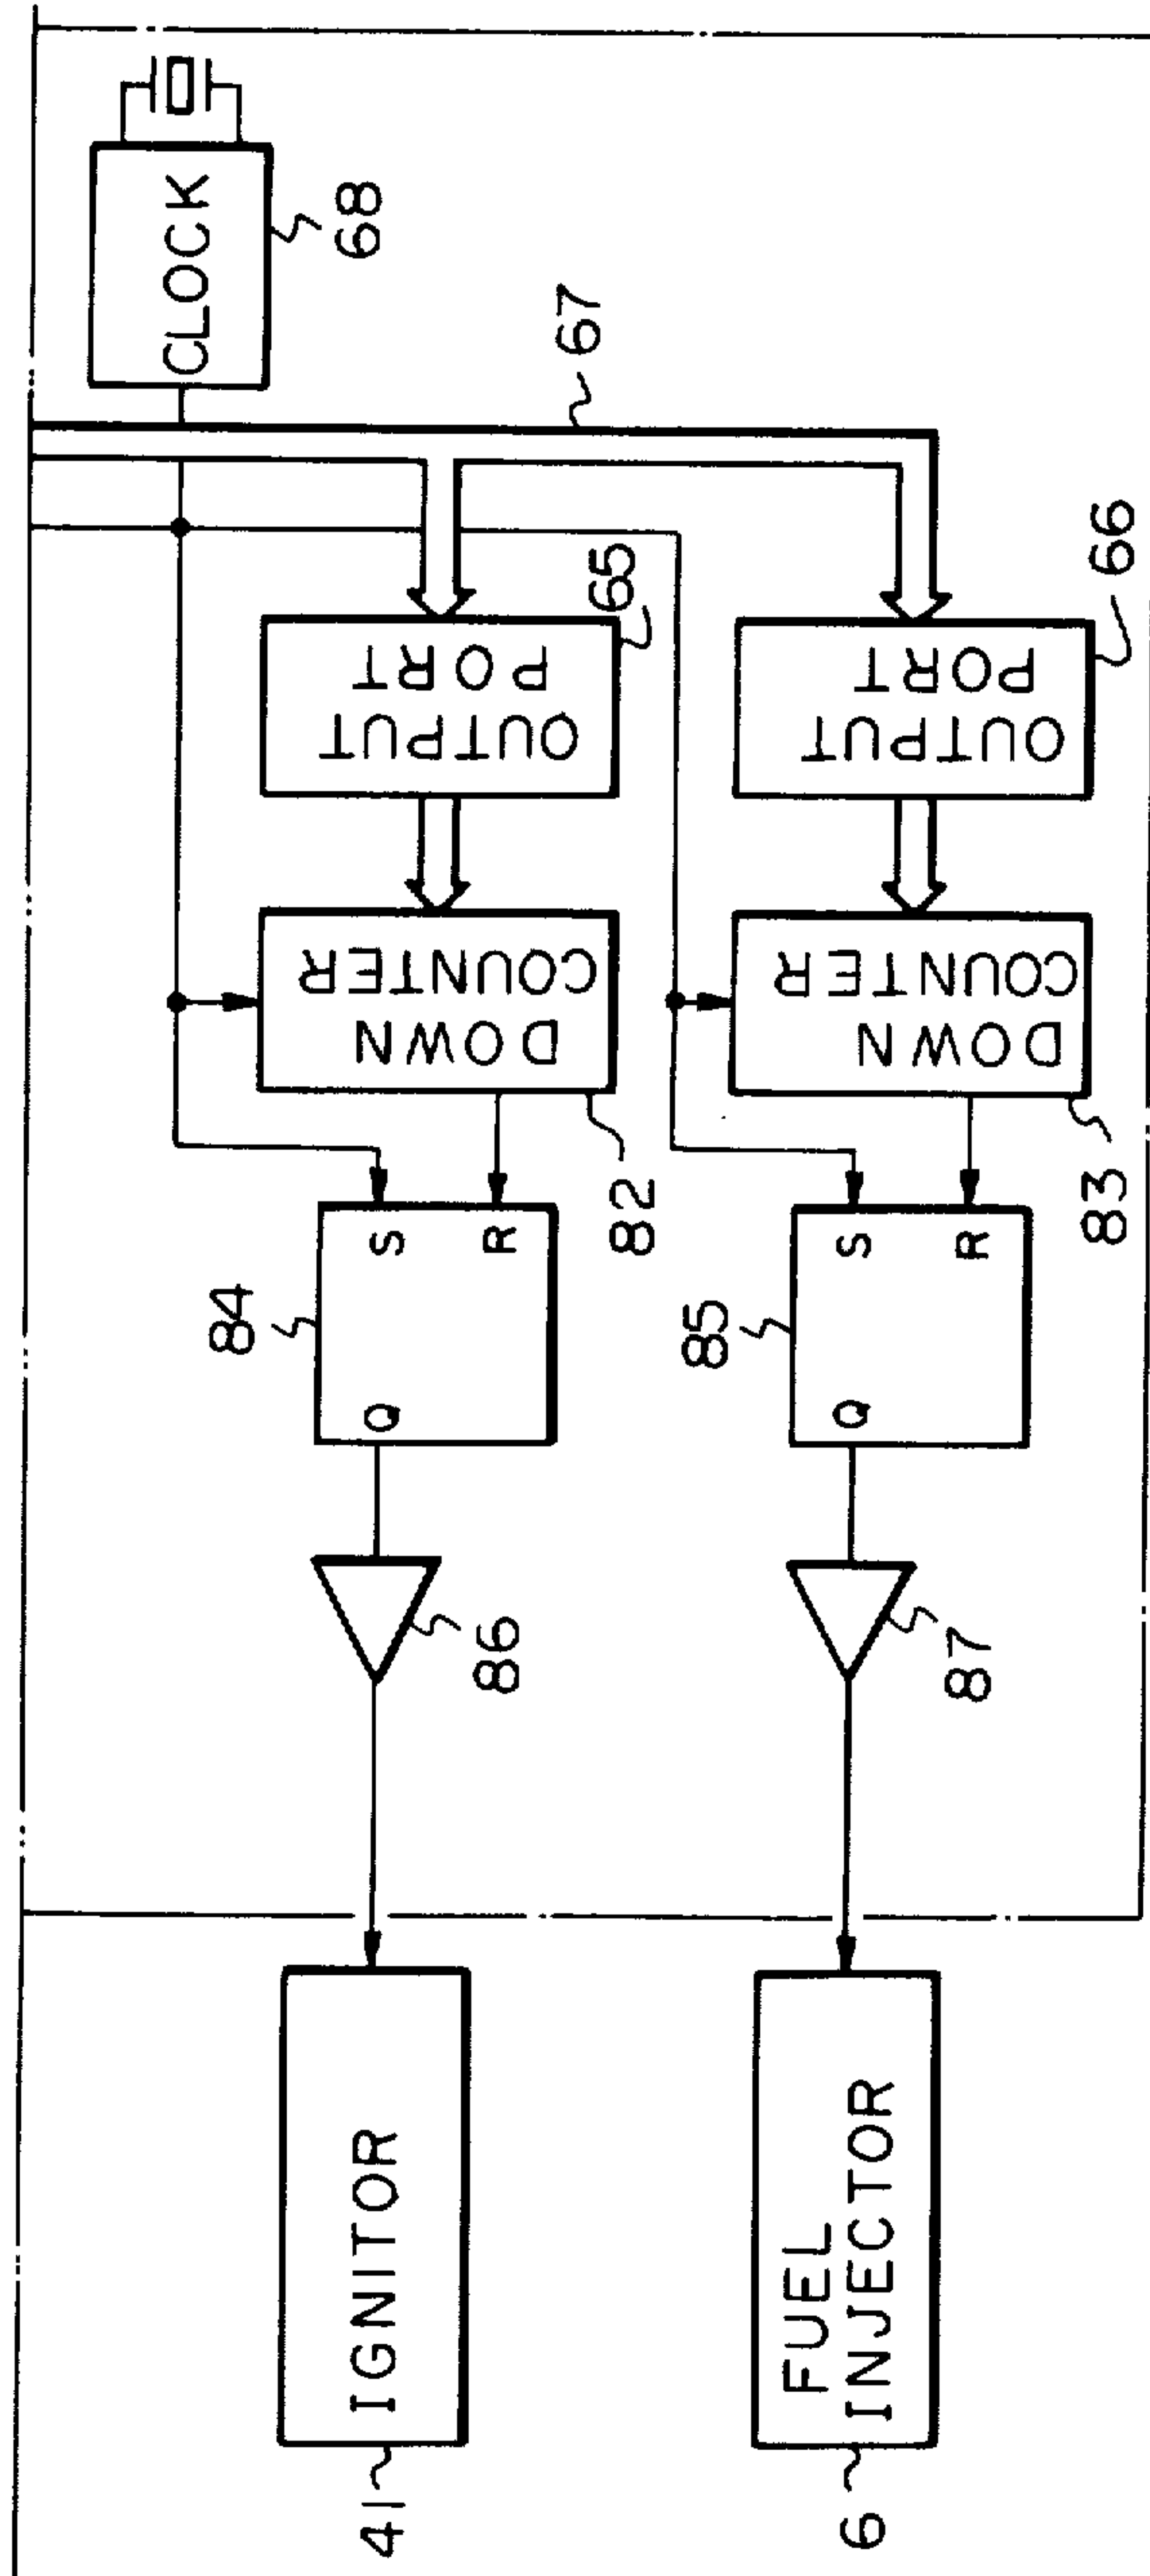 CLOCK
68
67
OUTPUT
PORT
65
OUTPUT
PORT
66
DOWN
COUNTER
82
DOWN
COUNTER
83
84
S
R
Q
85
S
R
Q
86
87
IGNITOR
41
FUEL
INJECTOR
6